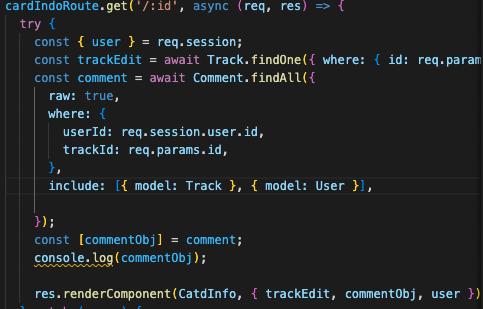 cardIndoRoute.get('/:id', async (req, res) => {
try {
const { user } = req.session;
const trackEdit = await Track.findOne({ where: { id: req.param
const comment = await Comment.findAll({
raw: true,
where: {
userId: req.session.user.id,
trackId: req.params.id,
},
include: [{ model: Track }, { model: User }],
});
const [commentObj] = comment;
console.log(commentObj);
res.renderComponent(CatdInfo, { trackEdit, commentObj, user })